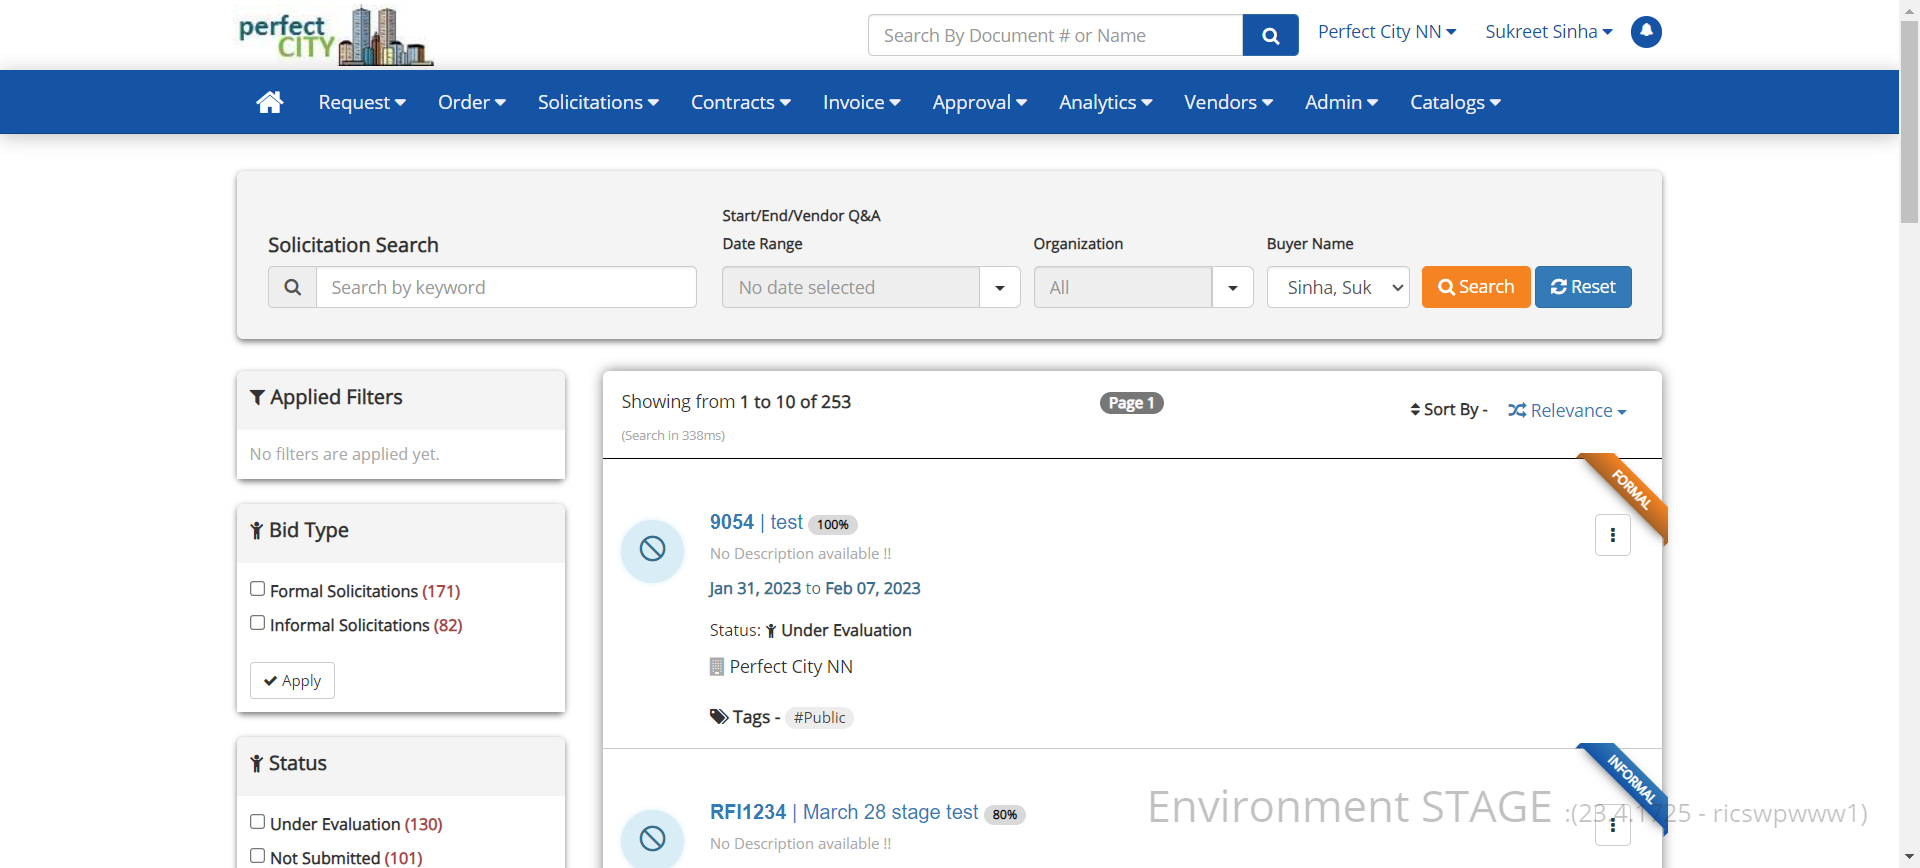 perfect
CITY
Search By Document # or Name
Perfect City NN
Sukreet Sinha
Request
Order
Solicitations
Contracts
Invoice
Approval
Analytics
Vendors
Admin
Catalogs
Solicitation Search
Search by keyword
Start/End/Vendor Q&A
Date Range
No date selected
Organization
All
Buyer Name
Sinha, Suk
Search
Reset
Applied Filters
No filters are applied yet.
Bid Type
Formal Solicitations (171)
Informal Solicitations (82)
Apply
Status
Under Evaluation (130)
Not Submitted (101)
Showing from 1 to 10 of 253
(Search in 338ms)
Page 1
Sort By -
Relevance
FORMAL
9054 | test 100%
No Description available !!
Jan 31, 2023 to Feb 07, 2023
Status: Under Evaluation
Perfect City NN
Tags - #Public
INFORMAL
RFI1234 | March 28 stage test 80%
No Description available !!
Environment STAGE :(23.4.1725 - ricswpwww1)